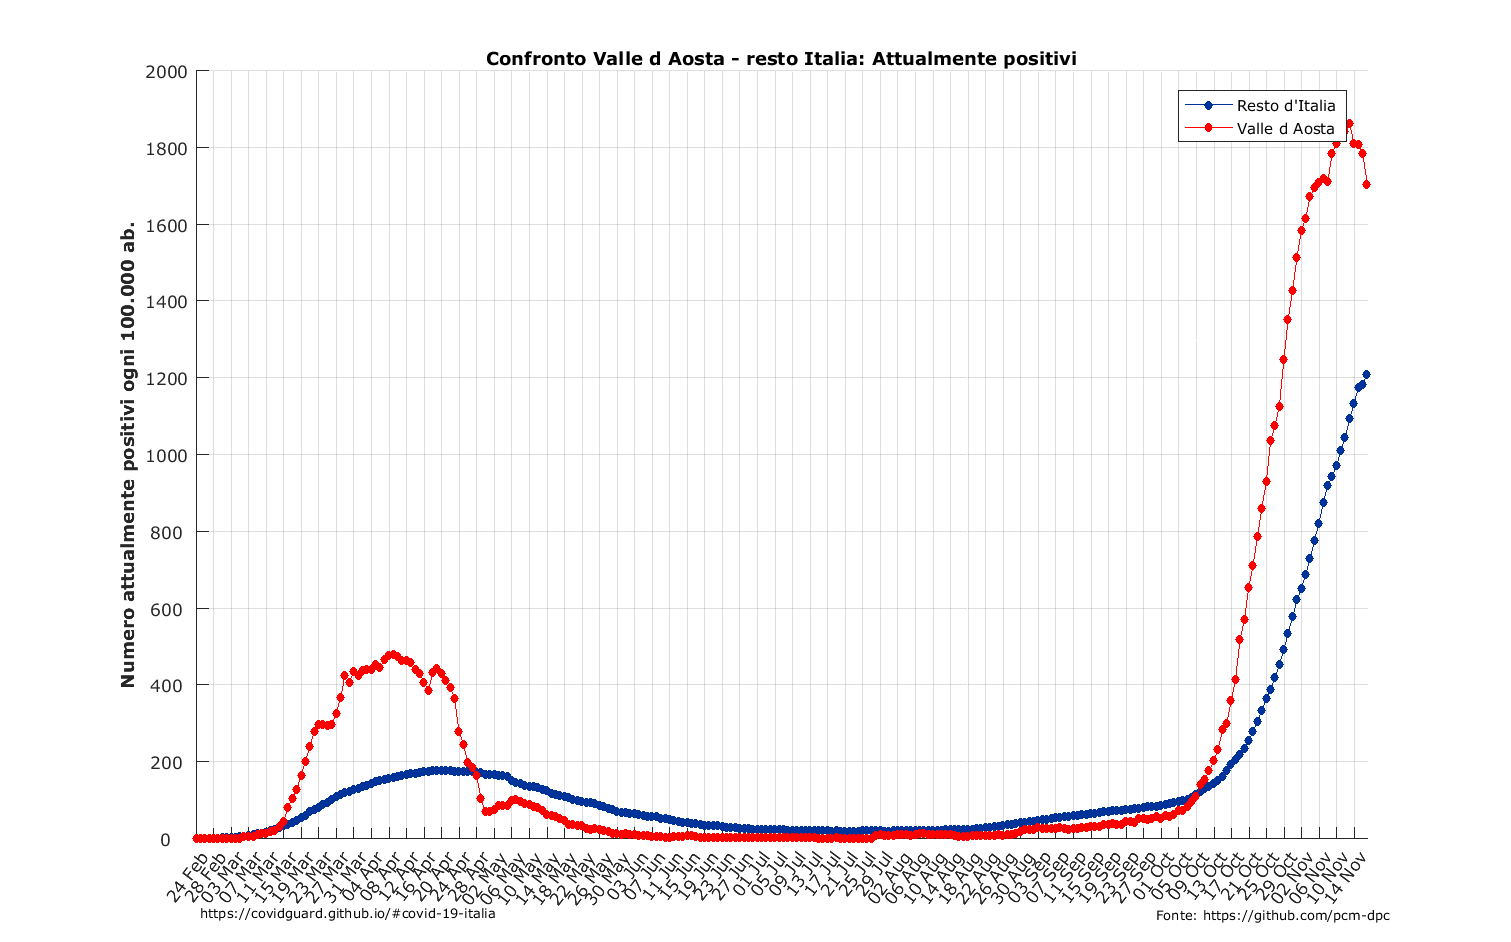 Confronto Valle d Aosta - resto Italia: Attualmente positivi
Resto d'Italia
Valle d Aosta
Numero attualmente positivi ogni 100.000 ab.
2000
1800
1600
1400
1200
1000
800
600
400
200
0
24 Feb
28 Feb
03 Mar
07 Mar
11 Mar
15 Mar
19 Mar
23 Mar
27 Mar
31 Mar
04 Apr
08 Apr
12 Apr
16 Apr
20 Apr
24 Apr
28 Apr
02 May
06 May
10 May
14 May
18 May
22 May
26 May
30 May
03 Jun
07 Jun
11 Jun
15 Jun
19 Jun
23 Jun
27 Jun
01 Jul
05 Jul
09 Jul
13 Jul
17 Jul
21 Jul
25 Jul
29 Jul
02 Aug
06 Aug
10 Aug
14 Aug
18 Aug
22 Aug
26 Aug
30 Aug
03 Sep
07 Sep
11 Sep
15 Sep
19 Sep
23 Sep
27 Sep
01 Oct
05 Oct
09 Oct
13 Oct
17 Oct
21 Oct
25 Oct
29 Oct
02 Nov
06 Nov
10 Nov
14 Nov
https://covidguard.github.io/#covid-19-italia
Fonte: https://github.com/pcm-dpc